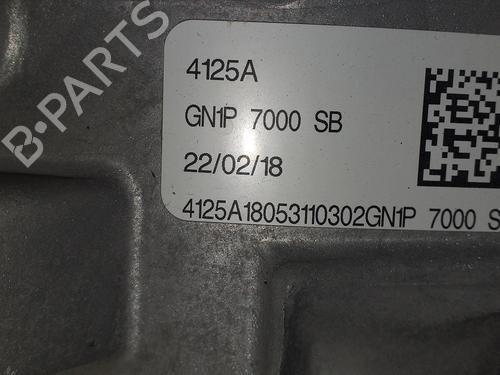 B-PARTS
4125A
GN1P 7000 SB
22/02/18
4125A18053110302GN1P 7000 S